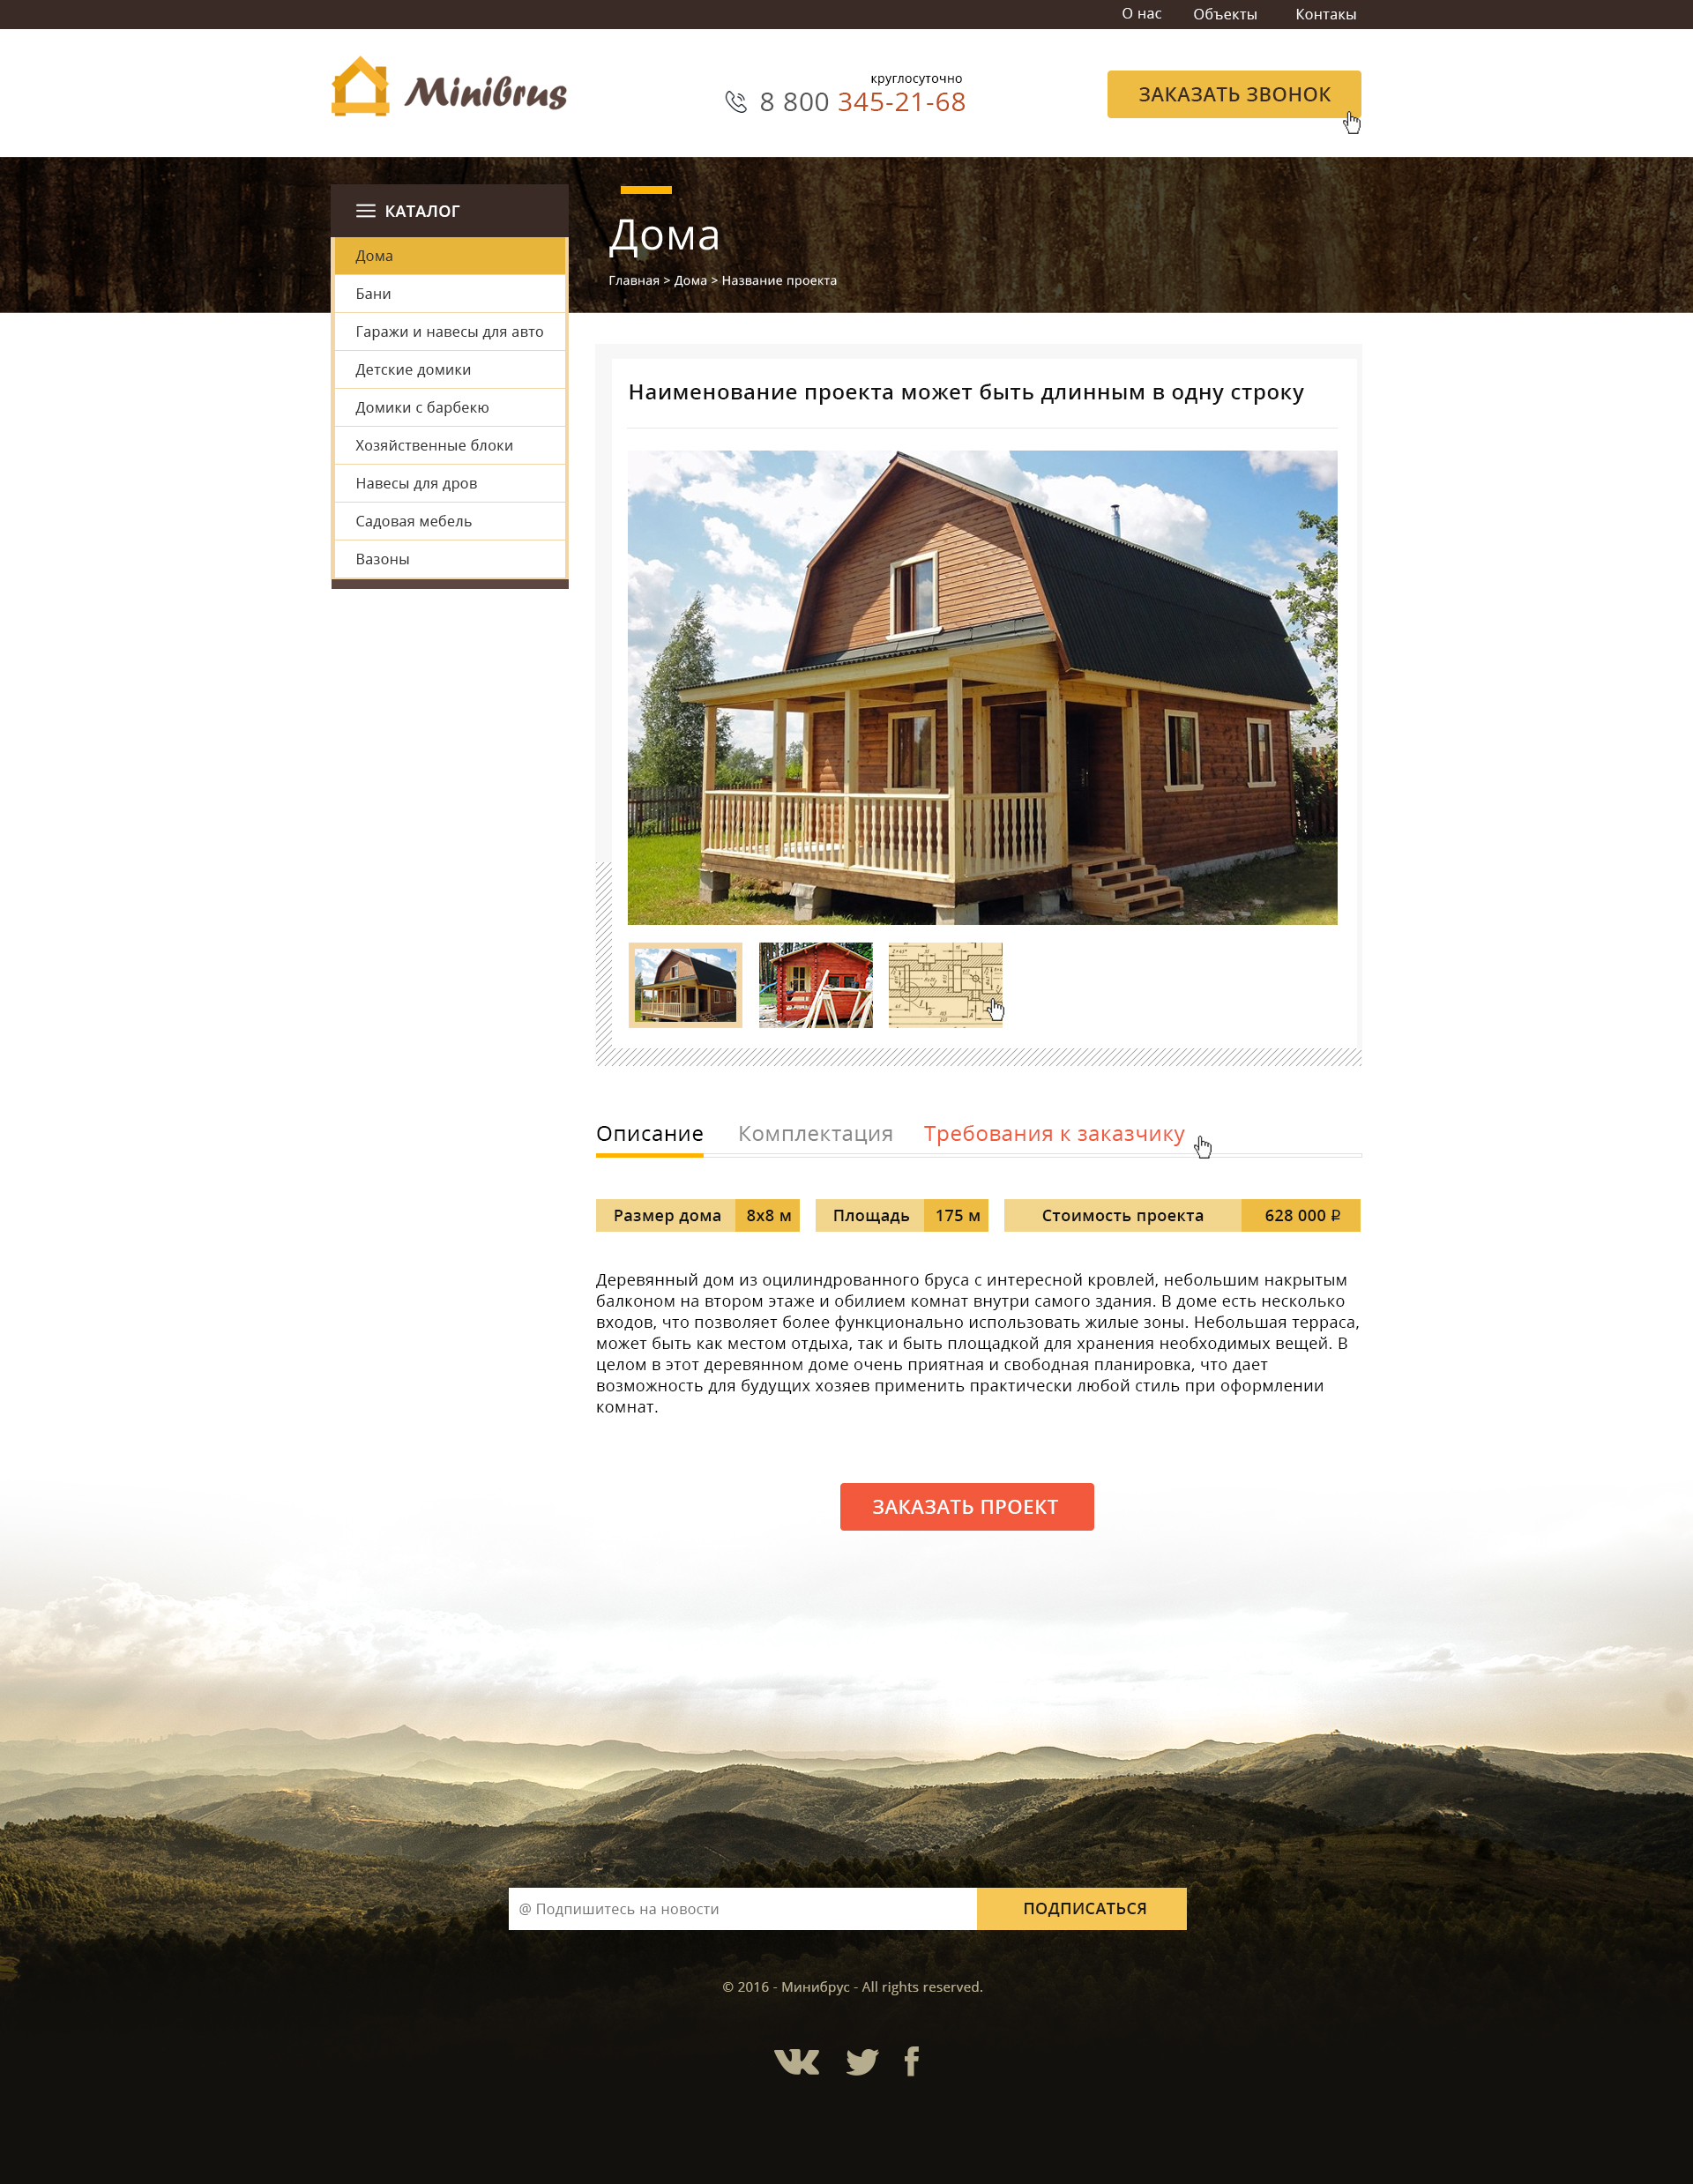 О нас Объекты Контакы
Minibrus
круглосуточно
8 800 345-21-68
ЗАКАЗАТЬ ЗВОНОК
КАТАЛОГ
Дома
Бани
Гаражи и навесы для авто
Детские домики
Домики с барбекю
Хозяйственные блоки
Навесы для дров
Садовая мебель
Вазоны
Дома
Главная > Дома > Название проекта
Наименование проекта может быть длинным в одну строку
Описание Комплектация Требования к заказчику
Размер дома 8х8 м Площадь 175 м Стоимость проекта 628 000 ₽
Деревянный дом из оцилиндрованного бруса с интересной кровлей, небольшим накрытым
балконом на втором этаже и обилием комнат внутри самого здания. В доме есть несколько
входов, что позволяет более функционально использовать жилые зоны. Небольшая терраса,
может быть как местом отдыха, так и быть площадкой для хранения необходимых вещей. В
целом в этот деревянном доме очень приятная и свободная планировка, что дает
возможность для будущих хозяев применить практически любой стиль при оформлении
комнат.
ЗАКАЗАТЬ ПРОЕКТ
@ Подпишитесь на новости
ПОДПИСАТЬСЯ
© 2016 - Минибрус - All rights reserved.